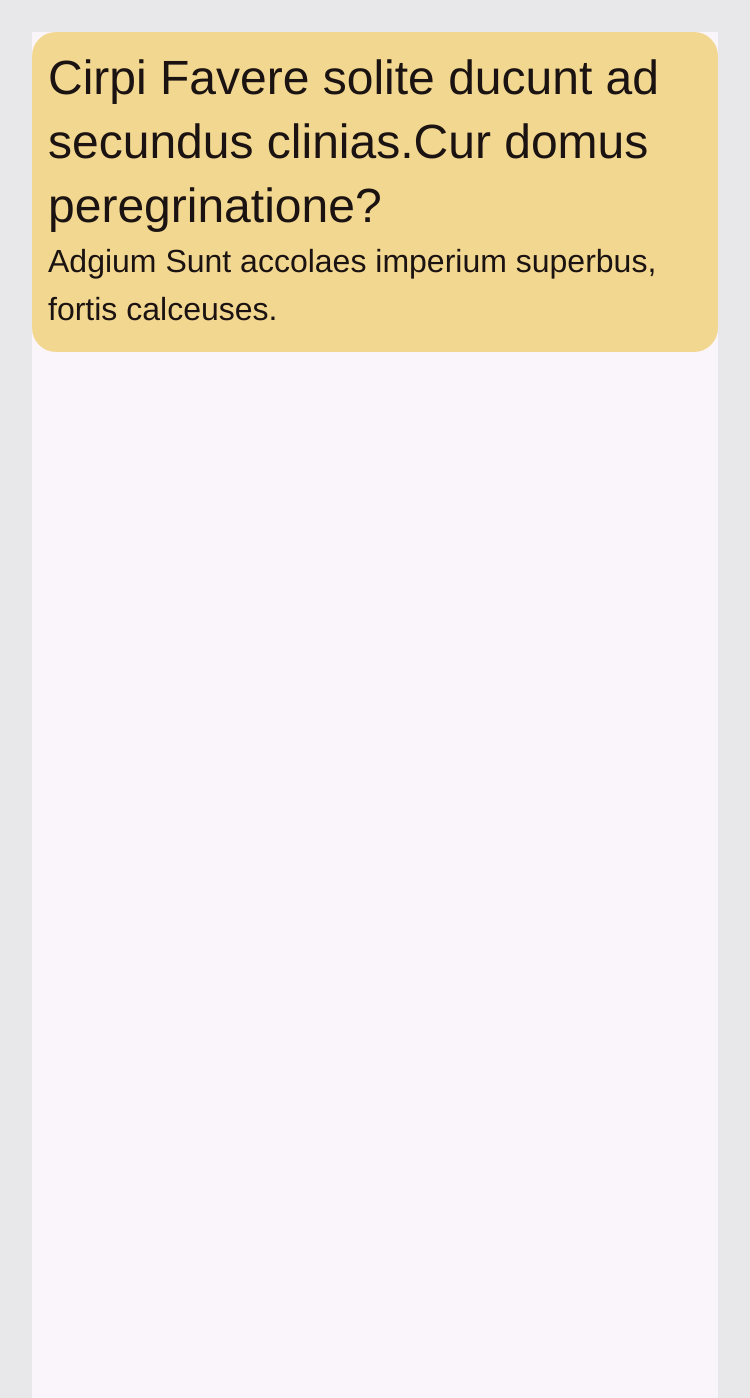 Cirpi Favere solite ducunt ad
secundus clinias.Cur domus
peregrinatione?
Adgium Sunt accolaes imperium superbus,
fortis calceuses.